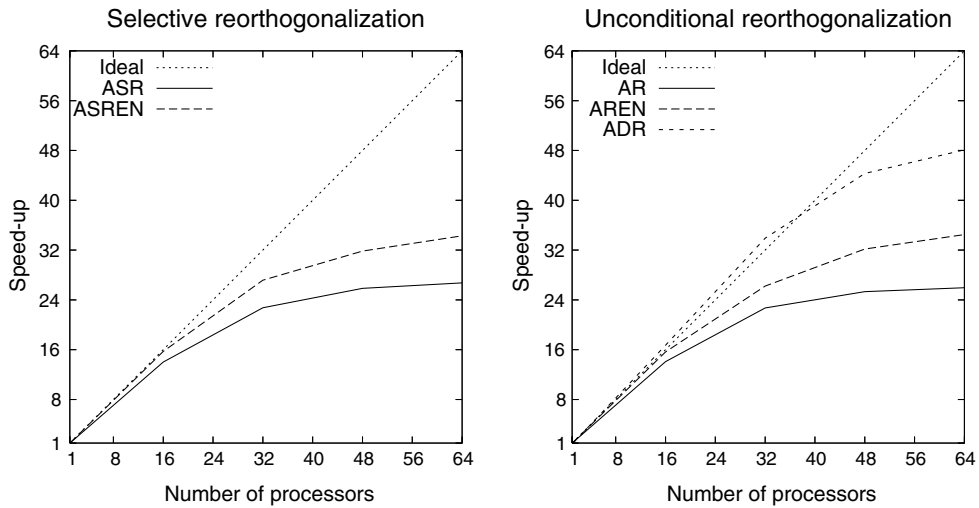 Selective reorthogonalization
64
56
48
40
32
24
16
8
1
Speed-up
Ideal
ASR
ASREN
1 8 16 24 32 40 48 56 64
Number of processors
Unconditional reorthogonalization
64
56
48
40
32
24
16
8
1
Speed-up
Ideal
AR
AREN
ADR
1 8 16 24 32 40 48 56 64
Number of processors